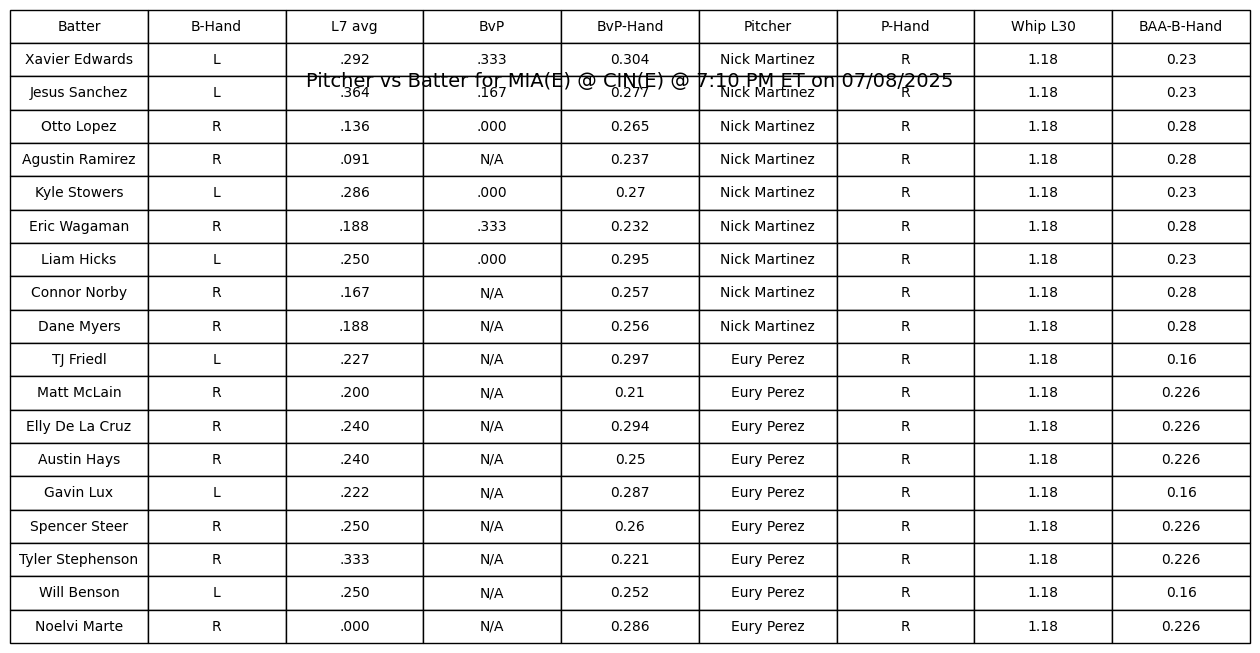 Batter B-Hand L7 avg BvP BvP-Hand Pitcher P-Hand Whip L30 BAA-B-Hand
Xavier Edwards L .292 .333 0.304 Nick Martinez R 1.18 0.23
Pitcher vs Batter for MIA(E) @ CIN(E) @ 7:10 PM ET on 07/08/2025
Jesus Sanchez L .364 .167 0.277 Nick Martinez R 1.18 0.23
Otto Lopez R .136 .000 0.265 Nick Martinez R 1.18 0.28
Agustin Ramirez R .091 N/A 0.237 Nick Martinez R 1.18 0.28
Kyle Stowers L .286 .000 0.27 Nick Martinez R 1.18 0.23
Eric Wagaman R .188 .333 0.232 Nick Martinez R 1.18 0.28
Liam Hicks L .250 .000 0.295 Nick Martinez R 1.18 0.23
Connor Norby R .167 N/A 0.257 Nick Martinez R 1.18 0.28
Dane Myers R .188 N/A 0.256 Nick Martinez R 1.18 0.28
TJ Friedl L .227 N/A 0.297 Eury Perez R 1.18 0.16
Matt McLain R .200 N/A 0.21 Eury Perez R 1.18 0.226
Elly De La Cruz R .240 N/A 0.294 Eury Perez R 1.18 0.226
Austin Hays R .240 N/A 0.25 Eury Perez R 1.18 0.226
Gavin Lux L .222 N/A 0.287 Eury Perez R 1.18 0.16
Spencer Steer R .250 N/A 0.26 Eury Perez R 1.18 0.226
Tyler Stephenson R .333 N/A 0.221 Eury Perez R 1.18 0.226
Will Benson L .250 N/A 0.252 Eury Perez R 1.18 0.16
Noelvi Marte R .000 N/A 0.286 Eury Perez R 1.18 0.226